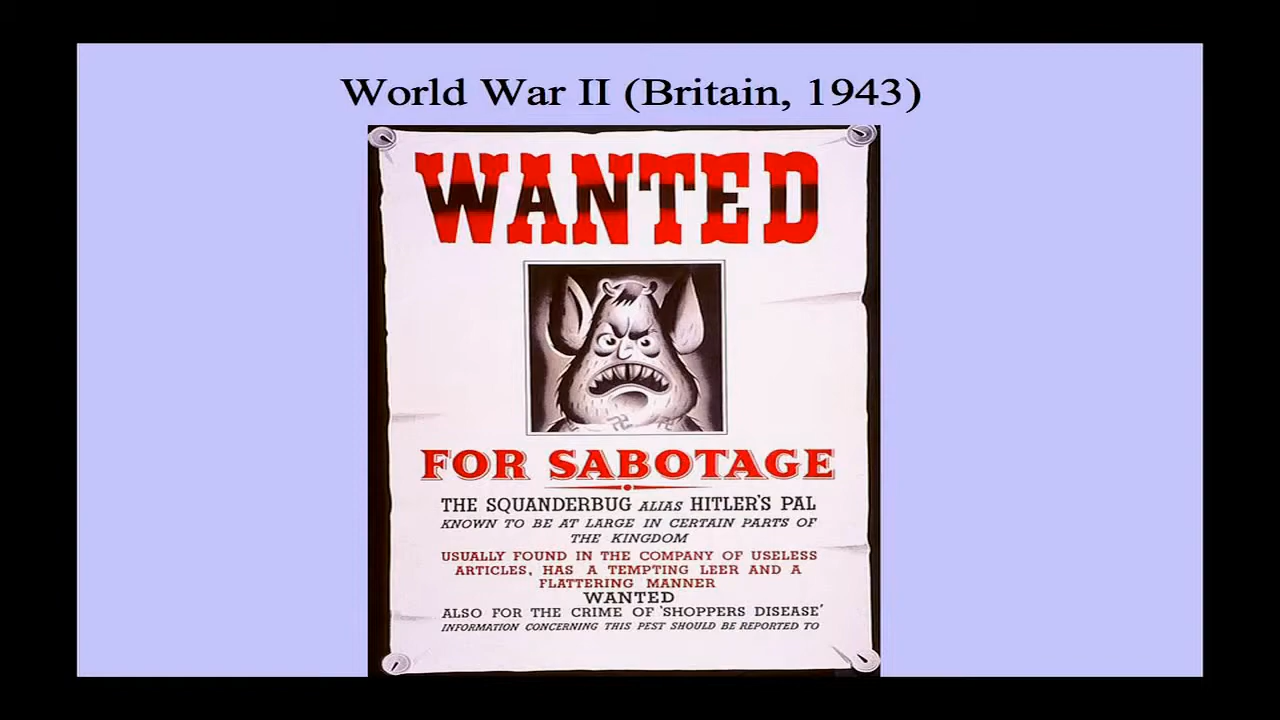 World War II (Britain, 1943)
WANTED
FOR SABOTAGE
THE SQUANDERBUG ALIAS HITLER'S PAL
KNOWN TO BE AT LARGE IN CERTAIN PARTS OF
THE KINGDOM
USUALLY FOUND IN THE COMPANY OF USELESS
ARTICLES, HAS A TEMPTING LEER AND A
FLATTERING MANNER
WANTED
ALSO FOR THE CRIME OF 'SHOPPERS DISEASE'
INFORMATION CONCERNING THIS PEST SHOULD BE REPORTED TO